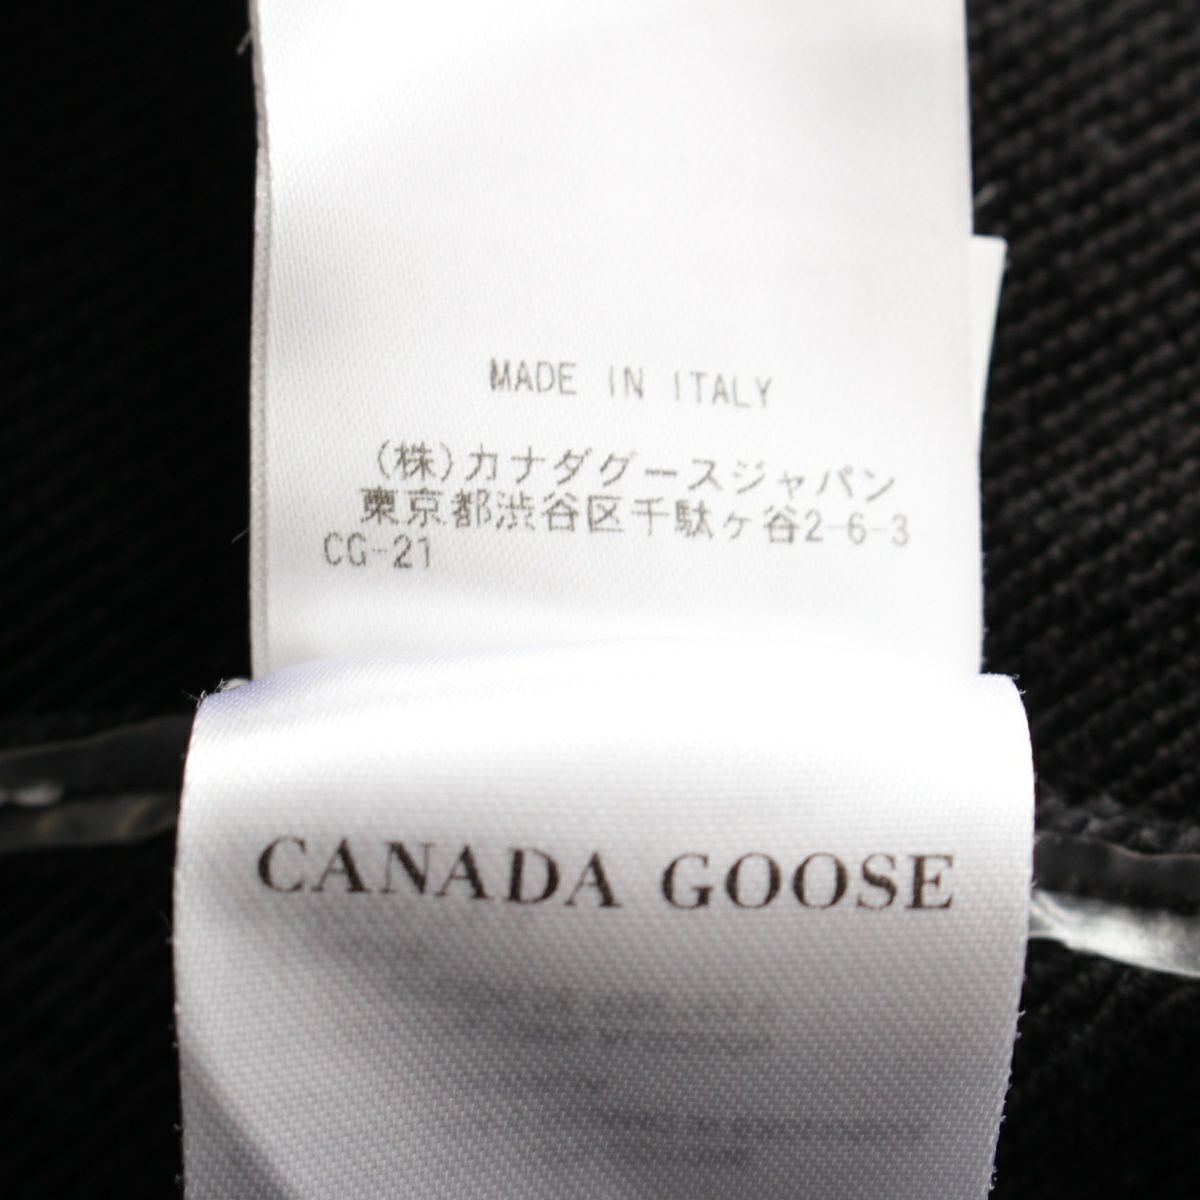 MADE IN ITALY
(株)カナダグースジャパン
東京都渋谷区千駄ヶ谷2-6-3
CG-21
CANADA GOOSE